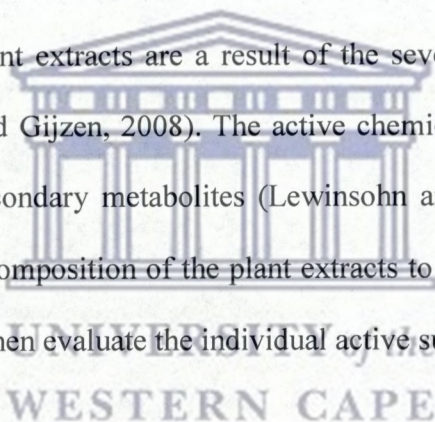 nt extracts are a result of the seve
d Gijzen, 2008). The active chemi
condary metabolites (Lewinsohn a
omposition of the plant extracts to
hen evaluate the individual active su
UNIVERSITY of the
WESTERN CAPE